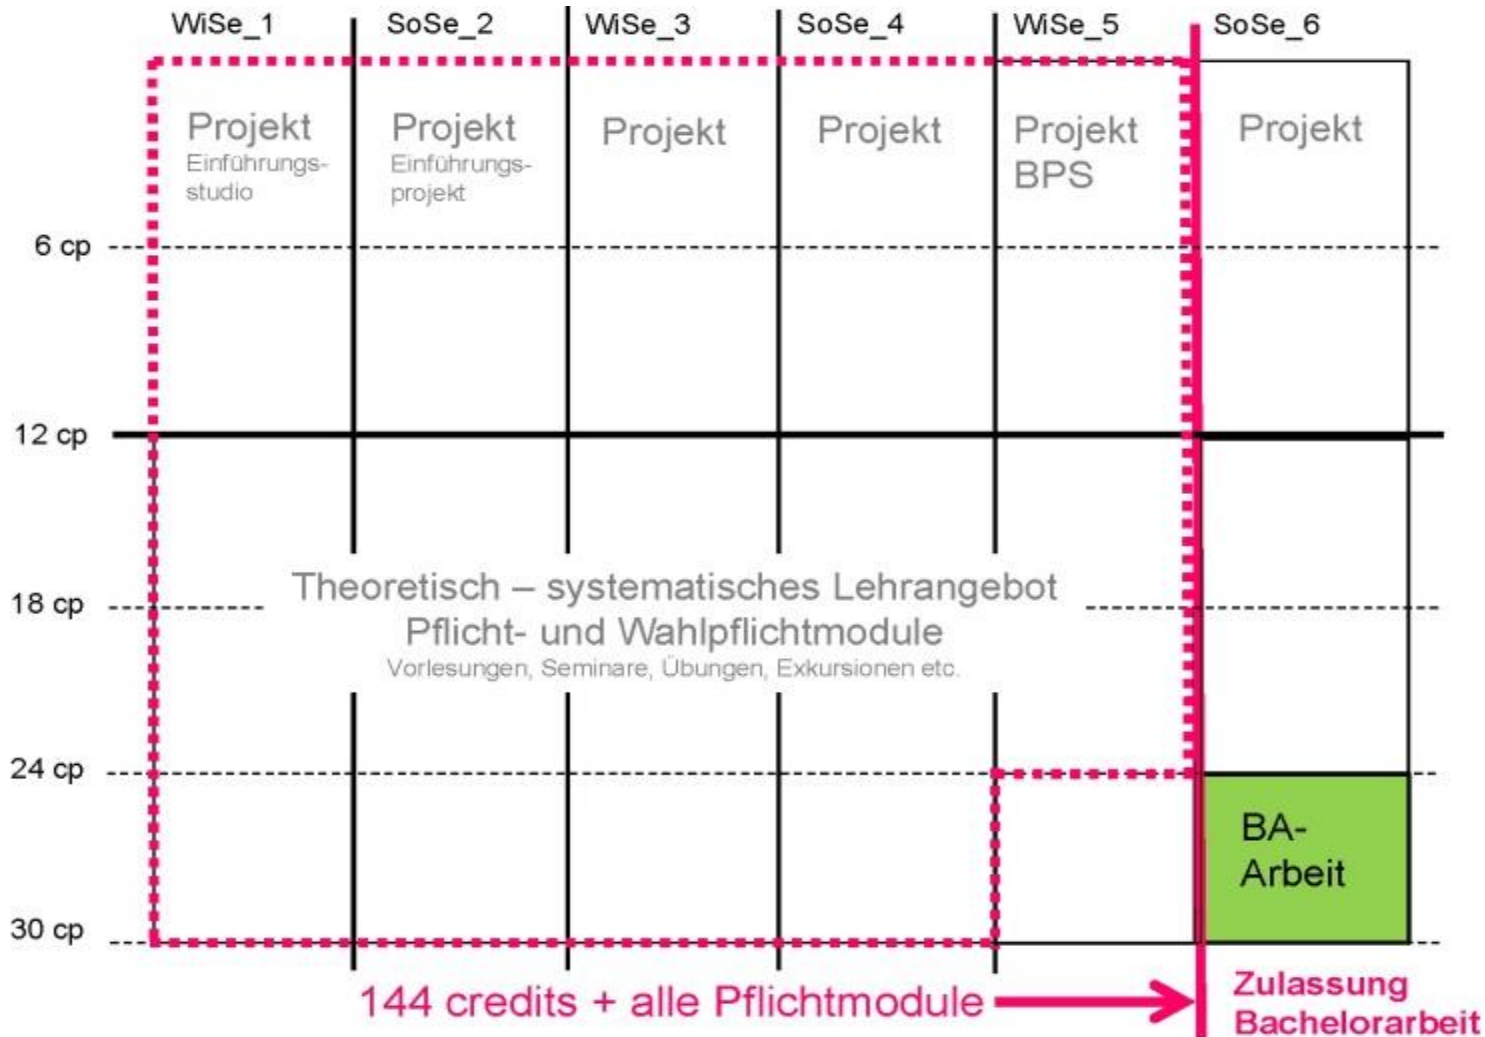 WiSe_1
SoSe_2
WiSe_3
SoSe_4
WiSe_5
SoSe_6
Projekt
Einführungs-
studio
Projekt
Einführungs-
projekt
Projekt
Projekt
Projekt
BPS
Projekt
6 cp
12 cp
Theoretisch – systematisches Lehrangebot
18 cp
Pflicht- und Wahlpflichtmodule
Vorlesungen, Seminare, Übungen, Exkursionen etc.
24 cp
BA-
Arbeit
30 cp
144 credits + alle Pflichtmodule
Zulassung
Bachelorarbeit